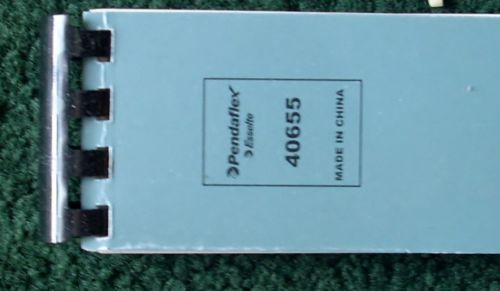 Pendaflex
Esselte
40655
MADE IN CHINA